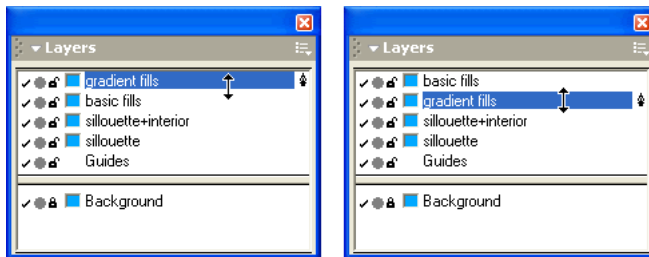 Layers
gradient fills
basic fills
sillouette+interior
sillouette
Guides
Background
Layers
basic fills
gradient fills
sillouette+interior
sillouette
Guides
Background